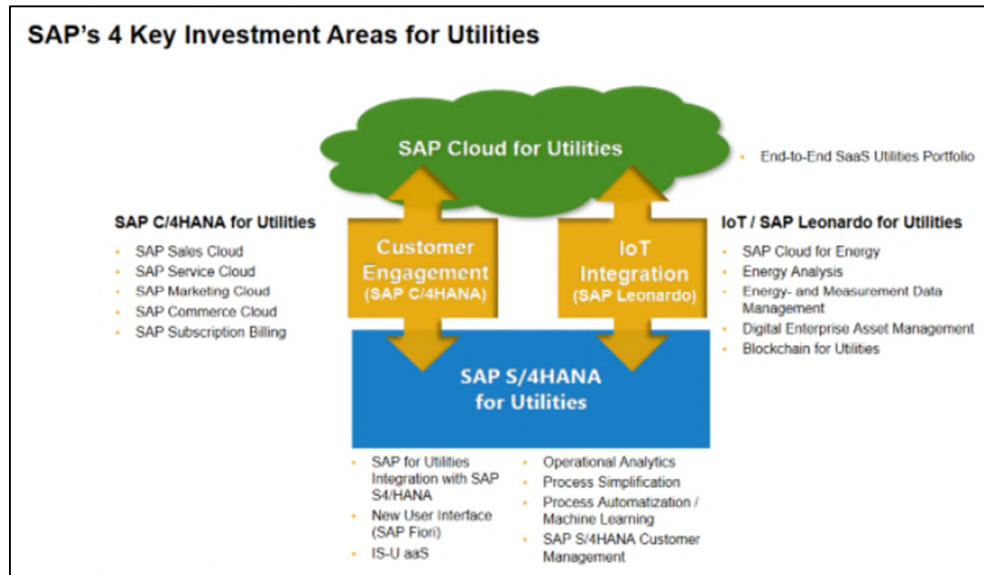 SAP's 4 Key Investment Areas for Utilities
SAP Cloud for Utilities
End-to-End SaaS Utilities Portfolio
SAP C/4HANA for Utilities
SAP Sales Cloud
SAP Service Cloud
SAP Marketing Cloud
SAP Commerce Cloud
SAP Subscription Billing
Customer
Engagement
(SAP C/4HANA)
IoT
Integration
(SAP Leonardo)
IoT / SAP Leonardo for Utilities
SAP Cloud for Energy
Energy Analysis
Energy- and Measurement Data
Management
Digital Enterprise Asset Management
Blockchain for Utilities
SAP S/4HANA
for Utilities
SAP for Utilities
Integration with SAP
S4/HANA
New User Interface
(SAP Fiori)
IS-U aaS
Operational Analytics
Process Simplification
Process Automatization /
Machine Learning
SAP S/4HANA Customer
Management